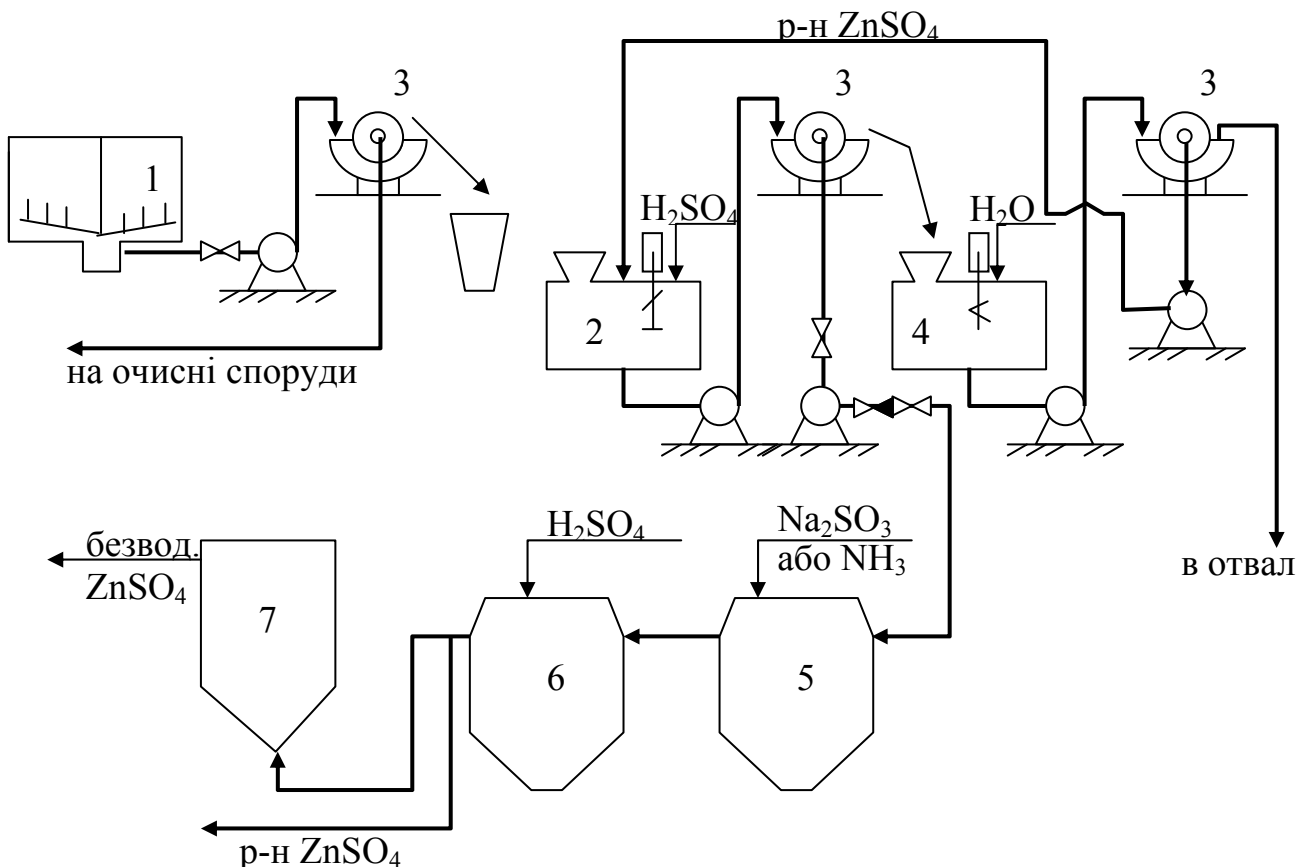 р-н ZnSO₄
3
3
3
1
H₂SO₄
H₂O
2
4
на очисні споруди
H₂SO₄
Na₂SO₃
або NH₃
безвод.
ZnSO₄
в отвал
7
6
5
р-н ZnSO₄